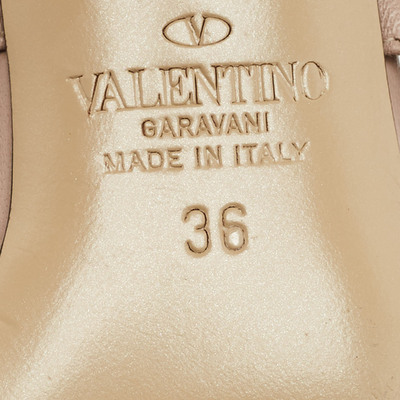 V
VALENTINO
GARAVANI
MADE IN ITALY
36